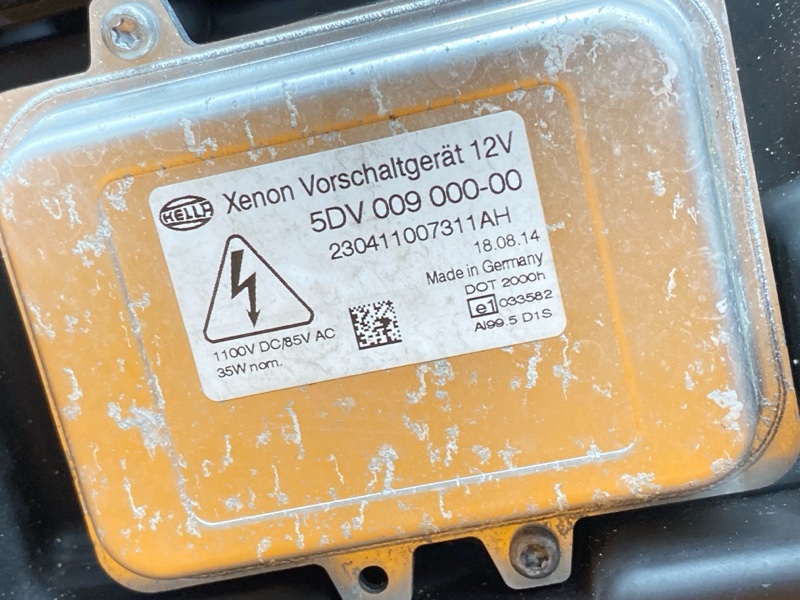 HELLA Xenon Vorschaltgerät 12V
5DV 009 000-00
230411007311AH
18.08.14
Made in Germany
DOT 2000h
e1 033582
Al99.5 D1S
1100V DC/85V AC
35W nom.